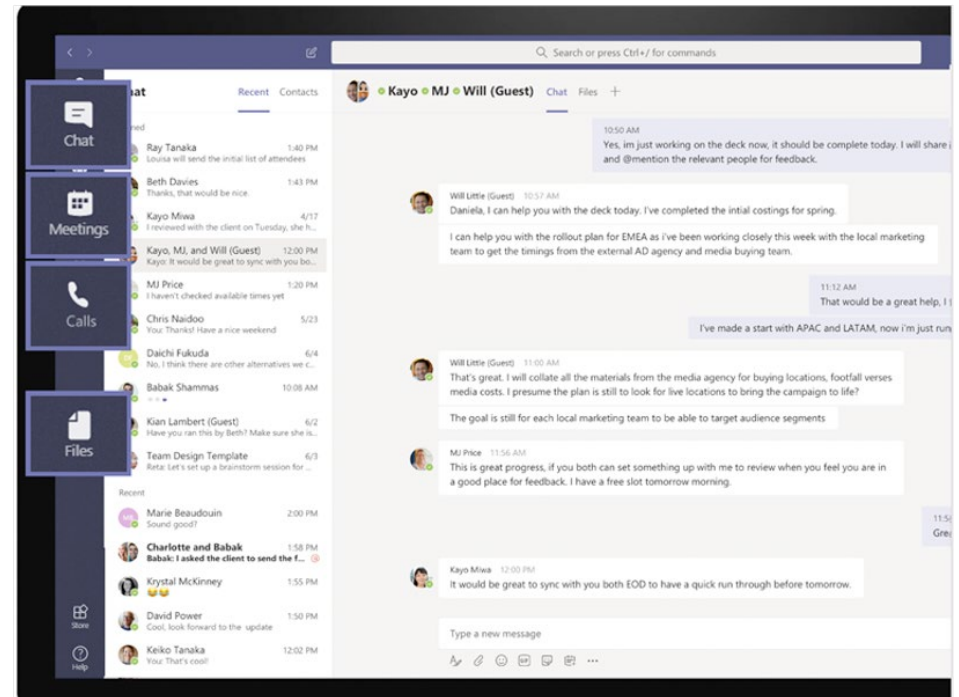 Search or press Ctrl+/ for commands
Chat
Meetings
Calls
Files
Store
Help
Recent Contacts
Ray Tanaka 1:40 PM
Louisa will send the initial list of attendees
Beth Davies 1:43 PM
Thanks, that would be nice.
Kayo Miwa 4/17
I reviewed with the client on Tuesday, she h...
Kayo, MJ, and Will (Guest) 12:00 PM
Kayo: It would be great to sync with you bo...
MJ Price 1:20 PM
I haven't checked available times yet
Chris Naidoo 5/23
You: Thanks! Have a nice weekend
Daichi Fukuda 6/4
No, I think there are other alternatives we c...
Babak Shammas 10:08 AM
Kian Lambert (Guest) 6/2
Have you ran this by Beth? Make sure she is...
Team Design Template 6/3
Reta: Let's set up a brainstorm session for ...
Recent
Marie Beaudouin 2:00 PM
Sound good?
Charlotte and Babak 1:58 PM
Babak: I asked the client to send the f...
Krystal McKinney 1:55 PM
David Power 1:50 PM
Cool, look forward to the update
Keiko Tanaka 12:02 PM
You: That's cool!
Kayo MJ Will (Guest) Chat Files +
10:50 AM
Yes, im just working on the deck now, it should be complete today. I will share
and @mention the relevant people for feedback.
Will Little (Guest) 10:57 AM
Daniela, I can help you with the deck today. I've completed the intial costings for spring.
I can help you with the rollout plan for EMEA as i've been working closely this week with the local marketing
team to get the timings from the external AD agency and media buying team.
11:12 AM
That would be a great help, I
I've made a start with APAC and LATAM, now i'm just run
Will Little (Guest) 11:00 AM
That's great. I will collate all the materials from the media agency for buying locations, footfall verses
media costs. I presume the plan is still to look for live locations to bring the campaign to life?
The goal is still for each local marketing team to be able to target audience segments
MJ Price 11:56 AM
This is great progress, if you both can set something up with me to review when you feel you are in
a good place for feedback. I have a free slot tomorrow morning.
Kayo Miwa 12:00 PM
It would be great to sync with you both EOD to have a quick run through before tomorrow.
Type a new message